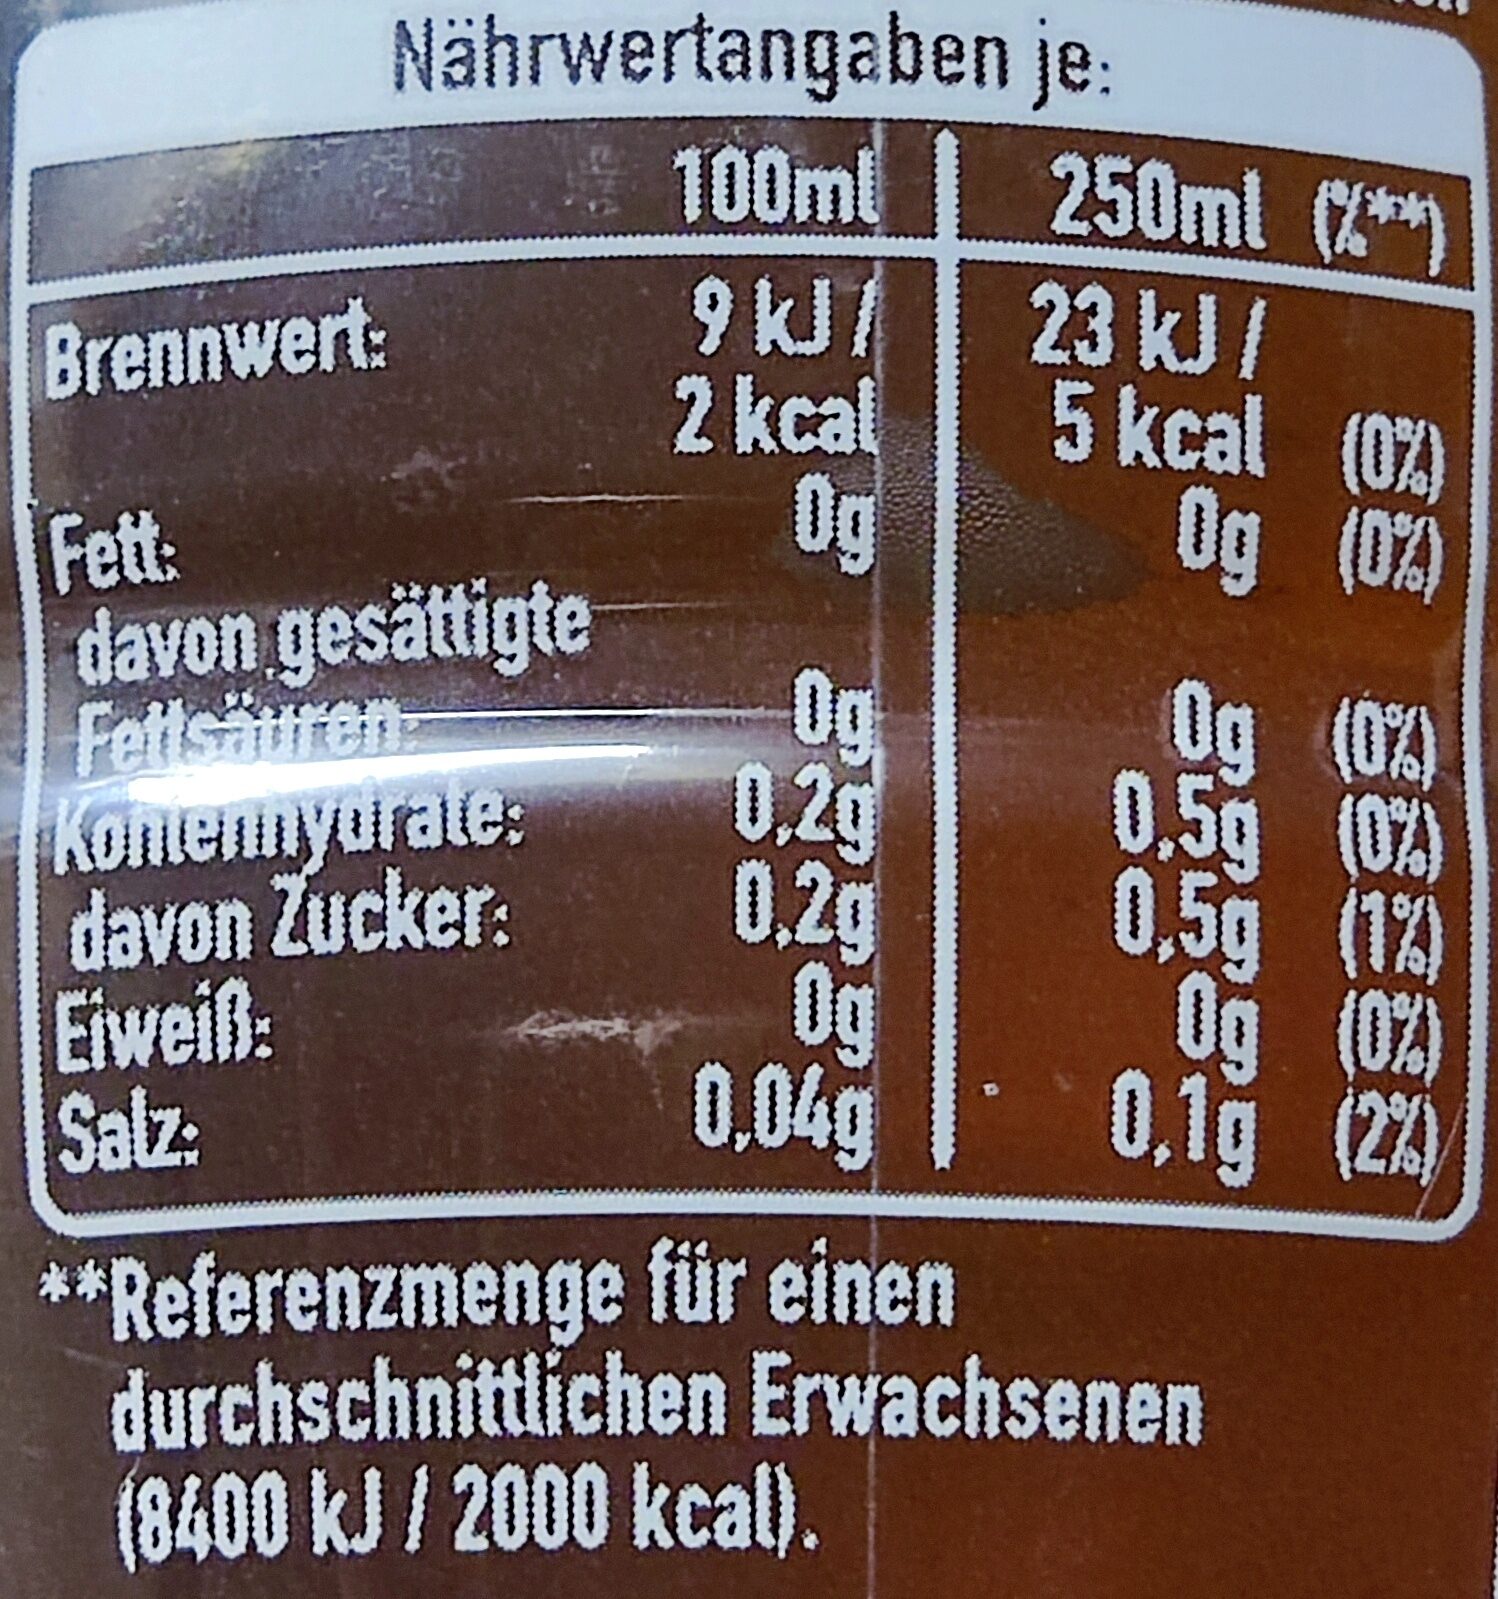 Nährwertangaben je:
100ml 250ml (%**)
Brennwert: 9 kJ / 23 kJ /
2 kcal 5 kcal (0%)
Fett: 0g 0g (0%)
davon gesättigte
Fettsäuren: 0g 0g (0%)
Kohlenhydrate: 0,2g 0,5g (0%)
davon Zucker: 0,2g 0,5g (1%)
Eiweiß: 0g 0g (0%)
Salz: 0,04g 0,1g (2%)
**Referenzmenge für einen
durchschnittlichen Erwachsenen
(8400 kJ / 2000 kcal).